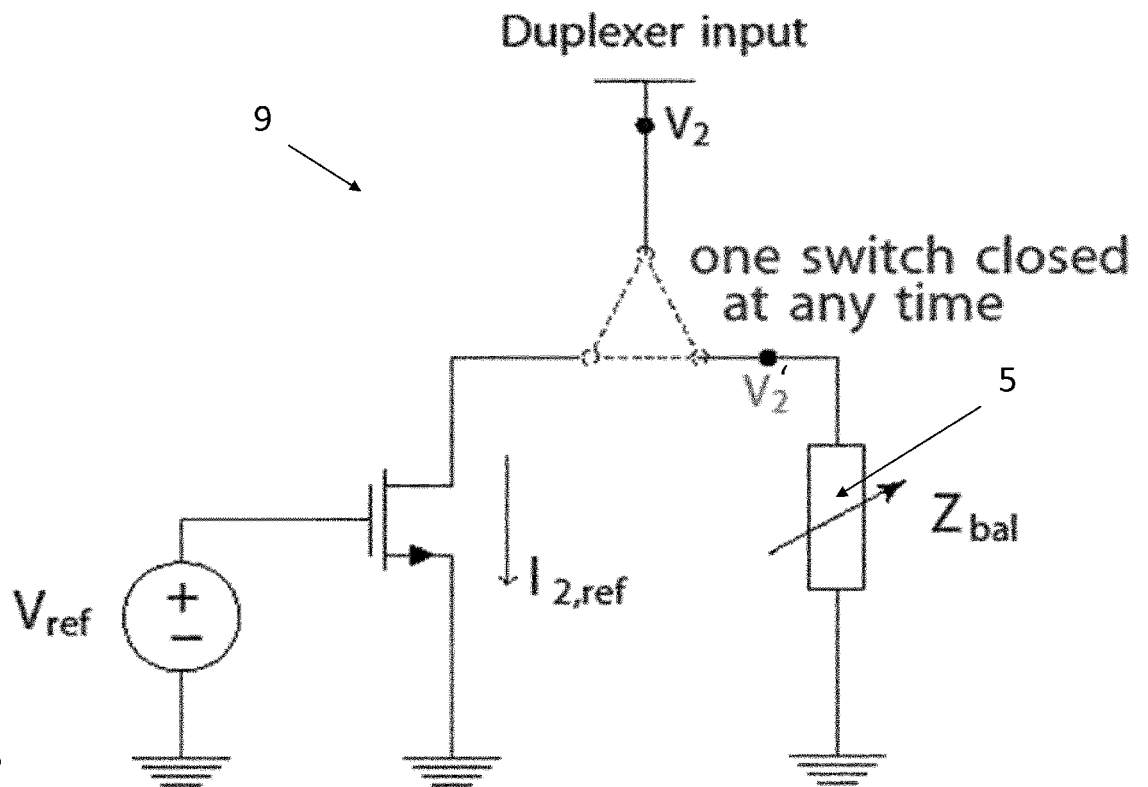 Duplexer input
9
V2
one switch closed
at any time
V2′
5
Zbal
I2,ref
Vref
+
−